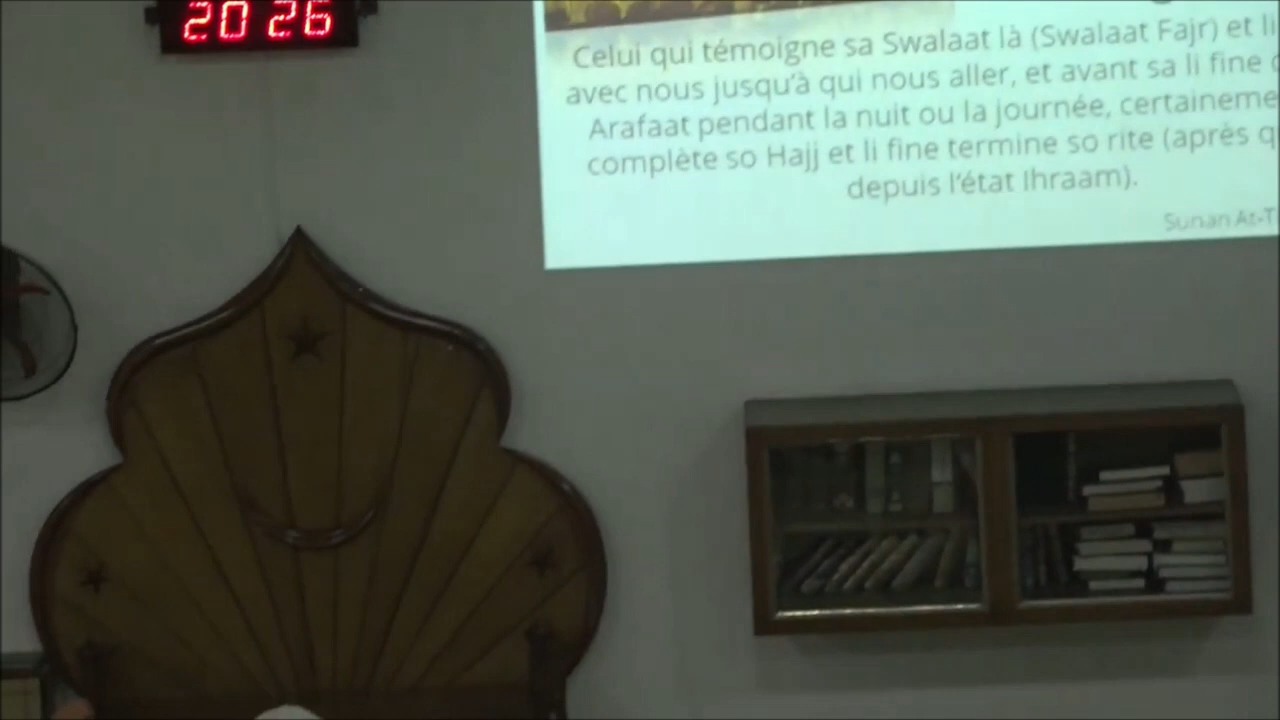 20 26
Celui qui témoigne sa Swalaat là (Swalaat Fajr) et li
avec nous jusqu'à qui nous aller, et avant sa li fine
Arafaat pendant la nuit ou la journée, certaineme
complète so Hajj et li fine termine so rite (après q
depuis l'état Ihraam).
Sunan At-T